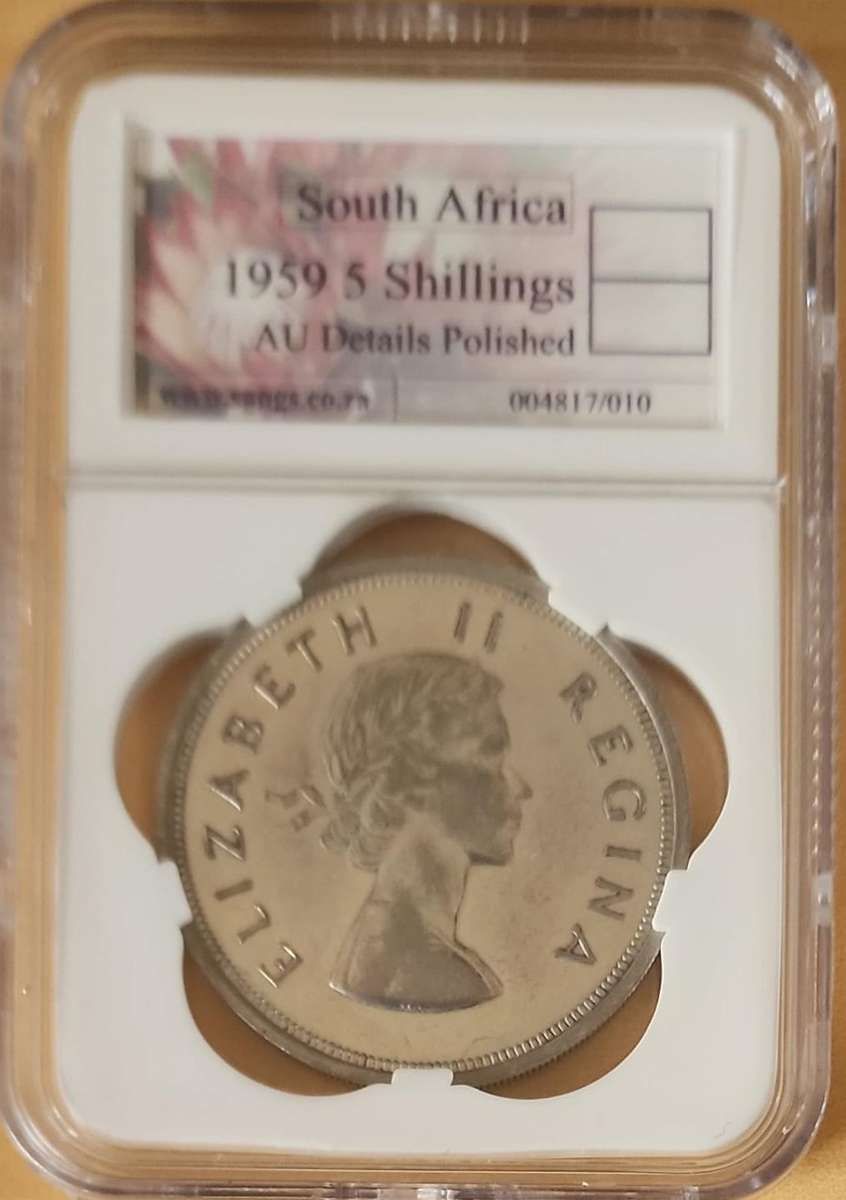 South Africa
1959 5 Shillings
AU Details Polished
004817/010
ELIZABETH II REGINA